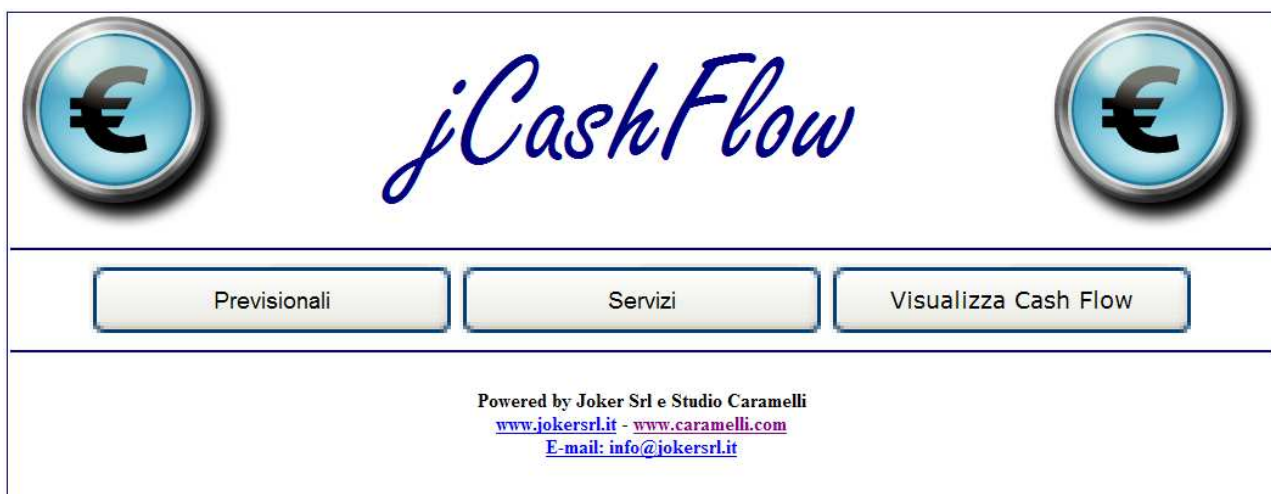 € jCashFlow €
Previsionali Servizi Visualizza Cash Flow
Powered by Joker Srl e Studio Caramelli
www.jokersrl.it - www.caramelli.com
E-mail: info@jokersrl.it